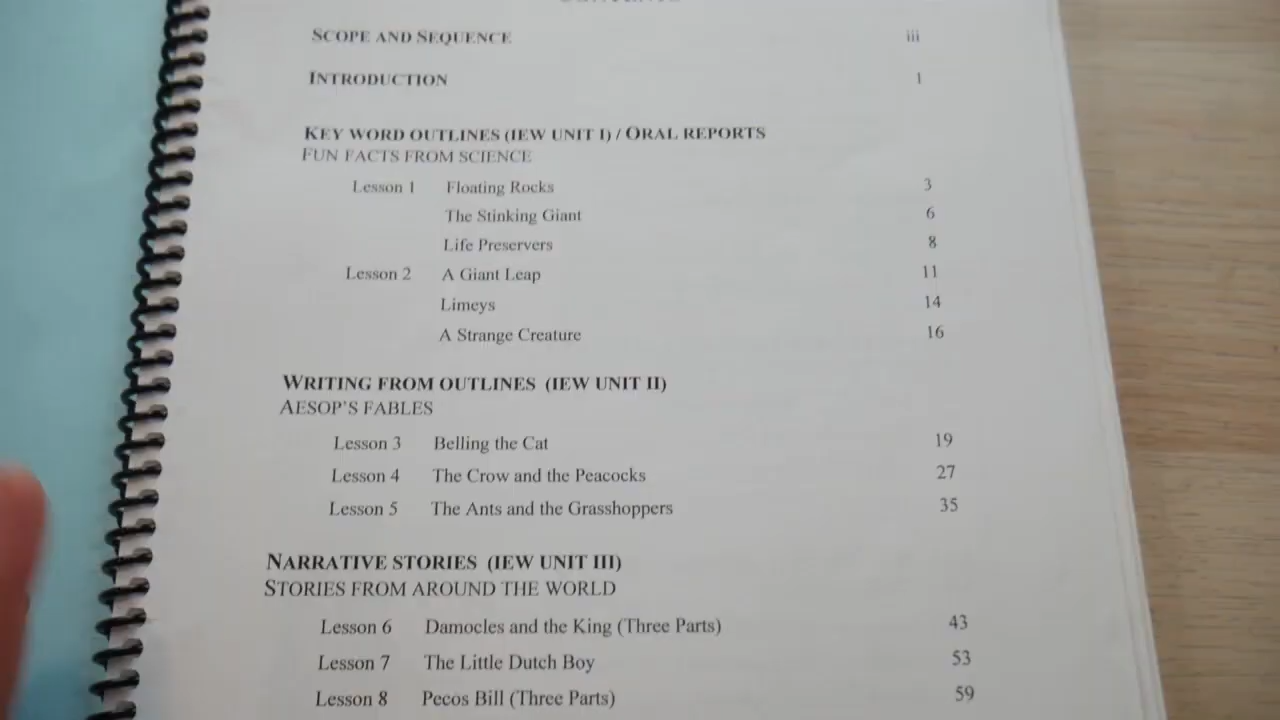 SCOPE AND SEQUENCE iii
INTRODUCTION 1
KEY WORD OUTLINES (IEW UNIT I) / ORAL REPORTS
FUN FACTS FROM SCIENCE
Lesson 1 Floating Rocks 3
The Stinking Giant 6
Life Preservers 8
Lesson 2 A Giant Leap 11
Limeys 14
A Strange Creature 16
WRITING FROM OUTLINES (IEW UNIT II)
AESOP'S FABLES
Lesson 3 Belling the Cat 19
Lesson 4 The Crow and the Peacocks 27
Lesson 5 The Ants and the Grasshoppers 35
NARRATIVE STORIES (IEW UNIT III)
STORIES FROM AROUND THE WORLD
Lesson 6 Damocles and the King (Three Parts) 43
Lesson 7 The Little Dutch Boy 53
Lesson 8 Pecos Bill (Three Parts) 59